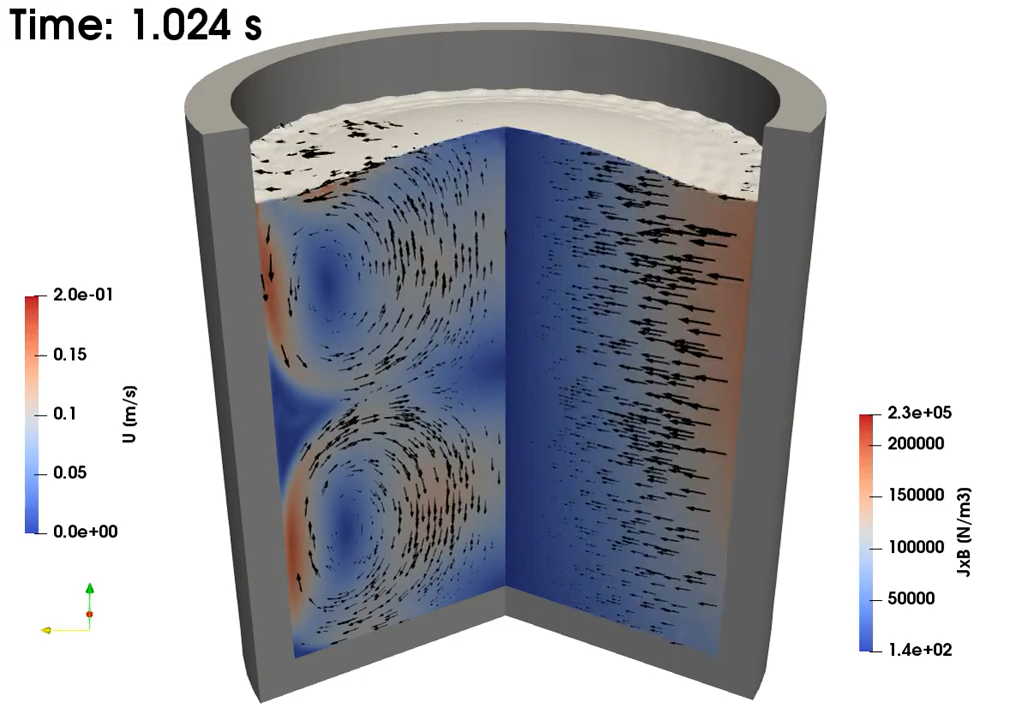 Time: 1.024 s
2.0e-01
0.15
0.1
0.05
0.0e+00
U (m/s)
2.3e+05
200000
150000
100000
50000
1.4e+02
JxB (N/m3)